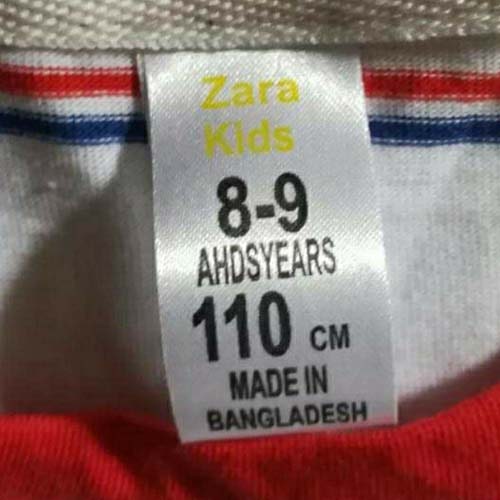 Zara
Kids
8-9
AHDSYEARS
110 CM
MADE IN
BANGLADESH